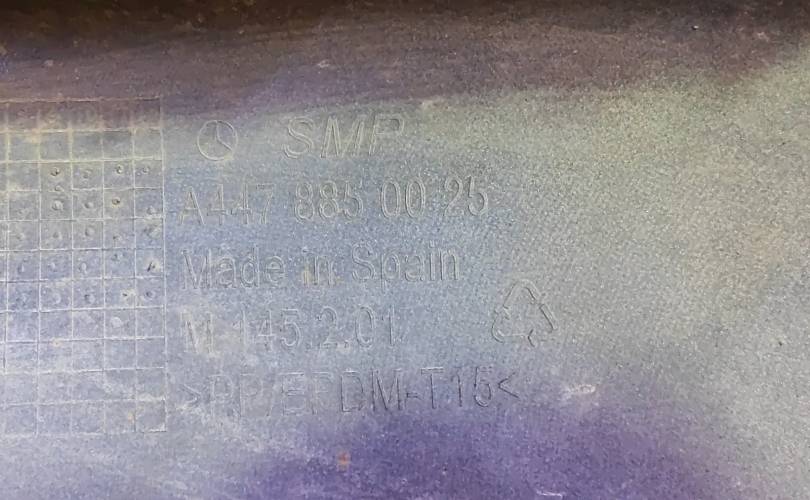 SMP
A447 885 00 25
Made in Spain
M 145.2.01
>PP/EPDM-T15<